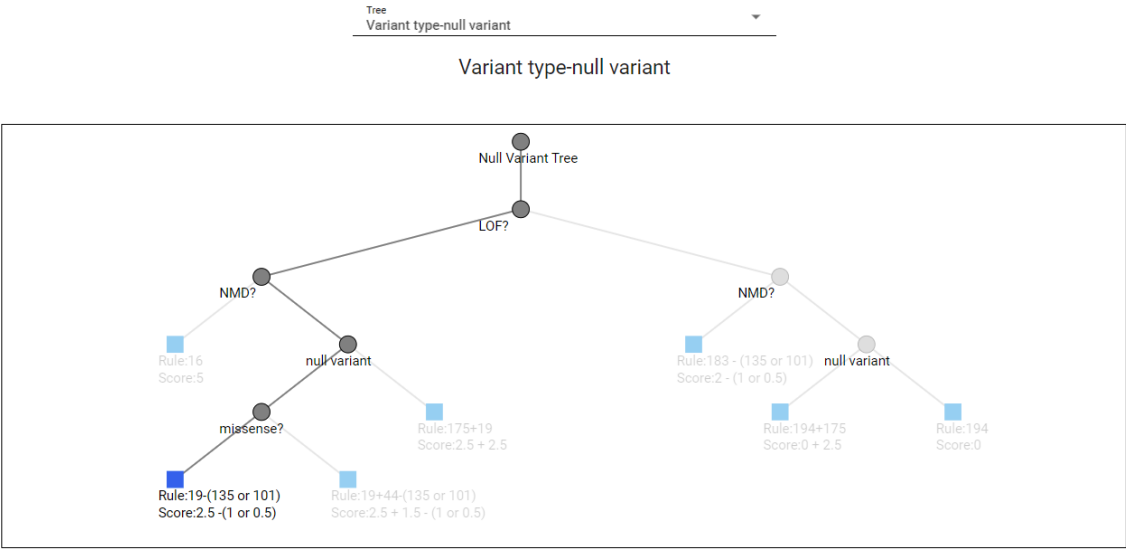 Tree
Variant type-null variant
Variant type-null variant
Null Variant Tree
LOF?
NMD?
NMD?
Rule:16
Score:5
null variant
Rule:183 - (135 or 101)
Score:2 - (1 or 0.5)
null variant
missense?
Rule:175+19
Score:2.5 + 2.5
Rule:194+175
Score:0 + 2.5
Rule:194
Score:0
Rule:19-(135 or 101)
Score:2.5 -(1 or 0.5)
Rule:19+44-(135 or 101)
Score:2.5 + 1.5 - (1 or 0.5)